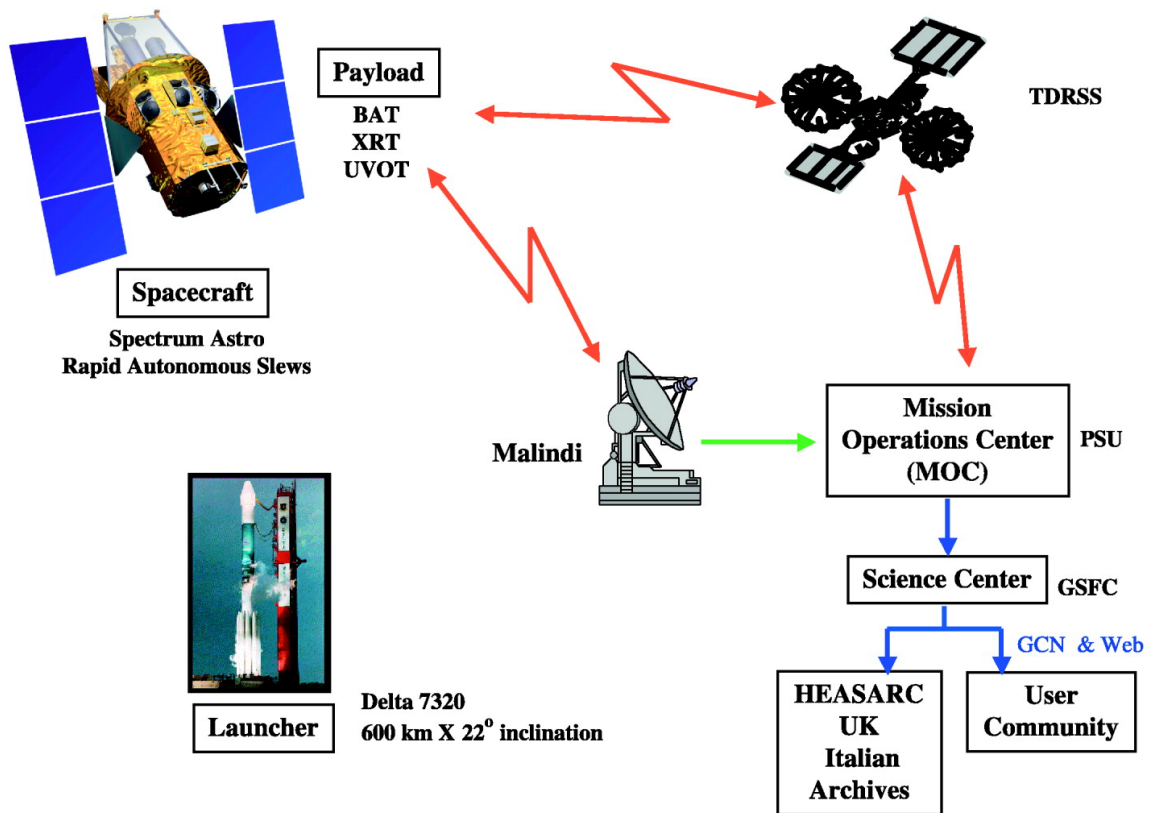 Payload
BAT
XRT
UVOT
TDRSS
Spacecraft
Spectrum Astro
Rapid Autonomous Slews
Malindi
Mission
Operations Center
(MOC)
PSU
Science Center
GSFC
GCN & Web
HEASARC
UK
Italian
Archives
User
Community
Launcher
Delta 7320
600 km X 22° inclination